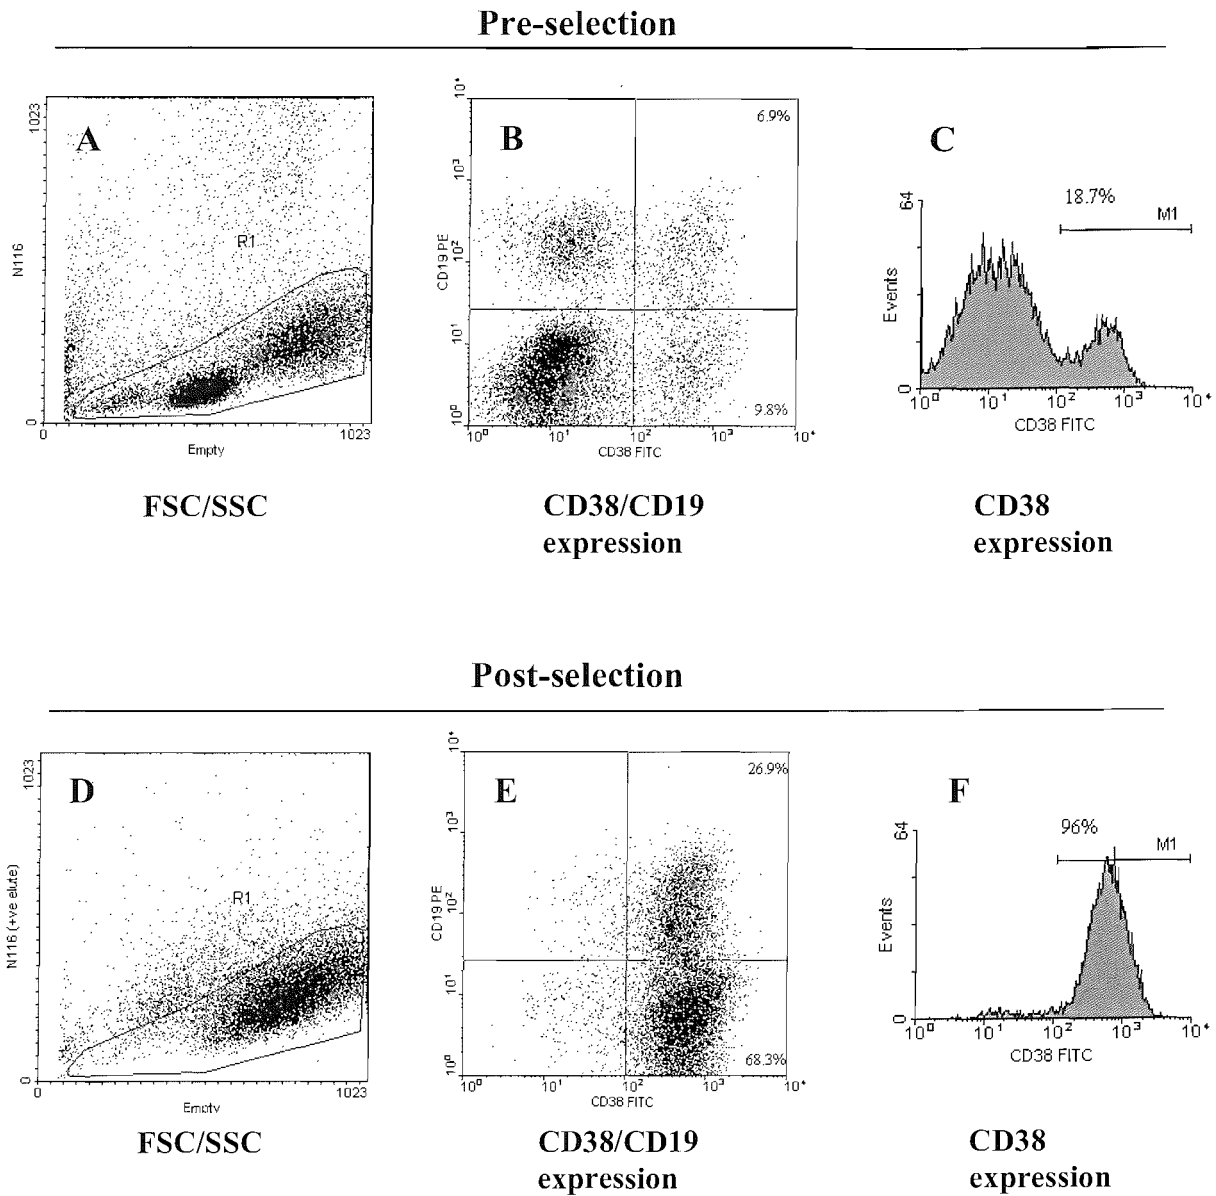 Pre-selection
A
1023
N116
R1
0
0
1023
Empty
FSC/SSC
B
6.9%
9.8%
10⁴
10³
10²
10¹
10⁰
CD19 PE
10⁰
10¹
10²
10³
10⁴
CD38 FITC
CD38/CD19
expression
C
18.7%
M1
64
Events
0
10⁰
10¹
10²
10³
10⁴
CD38 FITC
CD38
expression
Post-selection
D
1023
N116 (+ve elute)
R1
0
0
1023
Empty
FSC/SSC
E
26.9%
68.3%
10⁴
10³
10²
10¹
10⁰
CD19 PE
10⁰
10¹
10²
10³
10⁴
CD38 FITC
CD38/CD19
expression
F
96%
M1
64
Events
0
10⁰
10¹
10²
10³
10⁴
CD38 FITC
CD38
expression